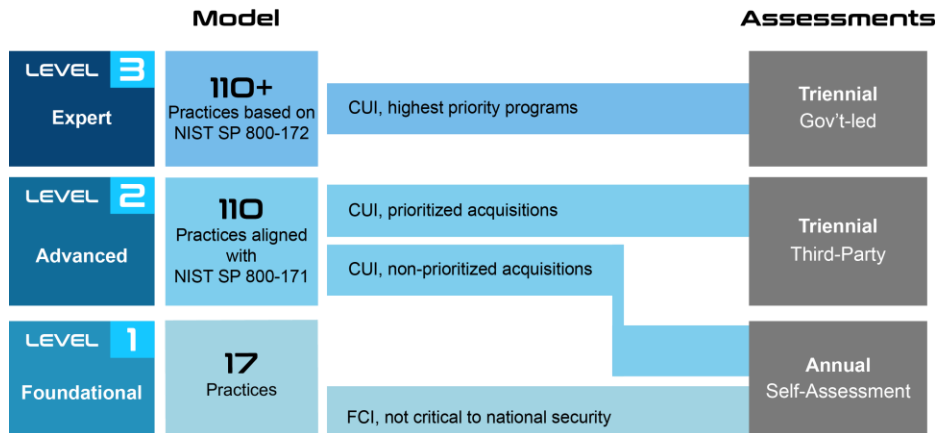 Model
Assessments
LEVEL 3
Expert
110+
Practices based on
NIST SP 800-172
CUI, highest priority programs
Triennial
Gov't-led
LEVEL 2
Advanced
110
Practices aligned
with
NIST SP 800-171
CUI, prioritized acquisitions
CUI, non-prioritized acquisitions
Triennial
Third-Party
LEVEL 1
Foundational
17
Practices
FCI, not critical to national security
Annual
Self-Assessment